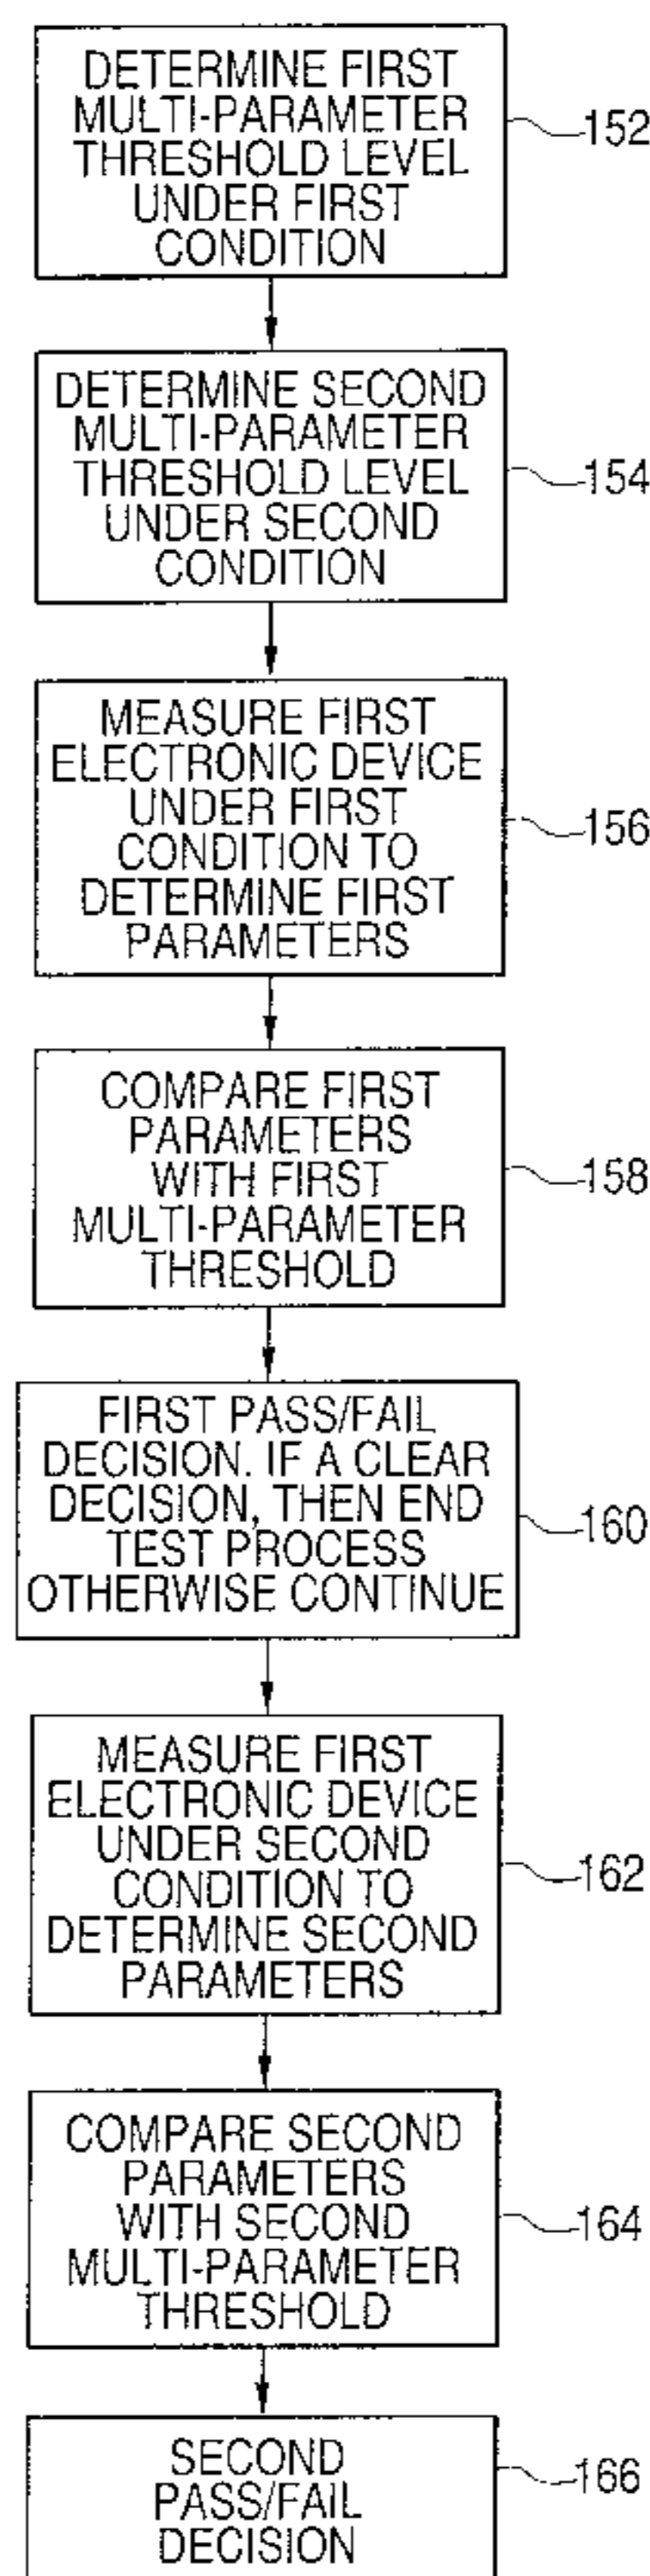 DETERMINE FIRST
MULTI-PARAMETER
THRESHOLD LEVEL
UNDER FIRST
CONDITION
152
DETERMINE SECOND
MULTI-PARAMETER
THRESHOLD LEVEL
UNDER SECOND
CONDITION
154
MEASURE FIRST
ELECTRONIC DEVICE
UNDER FIRST
CONDITION TO
DETERMINE FIRST
PARAMETERS
156
COMPARE FIRST
PARAMETERS
WITH FIRST
MULTI-PARAMETER
THRESHOLD
158
FIRST PASS/FAIL
DECISION. IF A CLEAR
DECISION, THEN END
TEST PROCESS
OTHERWISE CONTINUE
160
MEASURE FIRST
ELECTRONIC DEVICE
UNDER SECOND
CONDITION TO
DETERMINE SECOND
PARAMETERS
162
COMPARE SECOND
PARAMETERS
WITH SECOND
MULTI-PARAMETER
THRESHOLD
164
SECOND
PASS/FAIL
DECISION
166